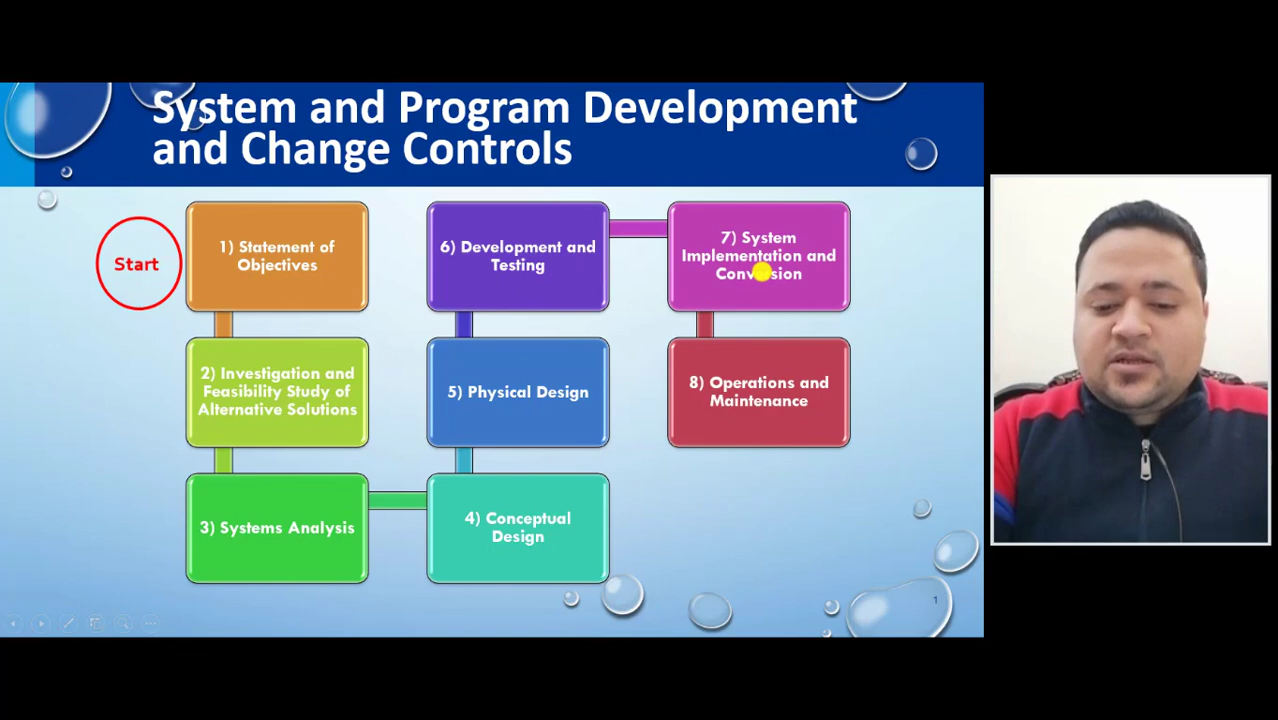 System and Program Development
and Change Controls
Start
1) Statement of
Objectives
2) Investigation and
Feasibility Study of
Alternative Solutions
3) Systems Analysis
4) Conceptual
Design
5) Physical Design
6) Development and
Testing
7) System
Implementation and
Conversion
8) Operations and
Maintenance
1